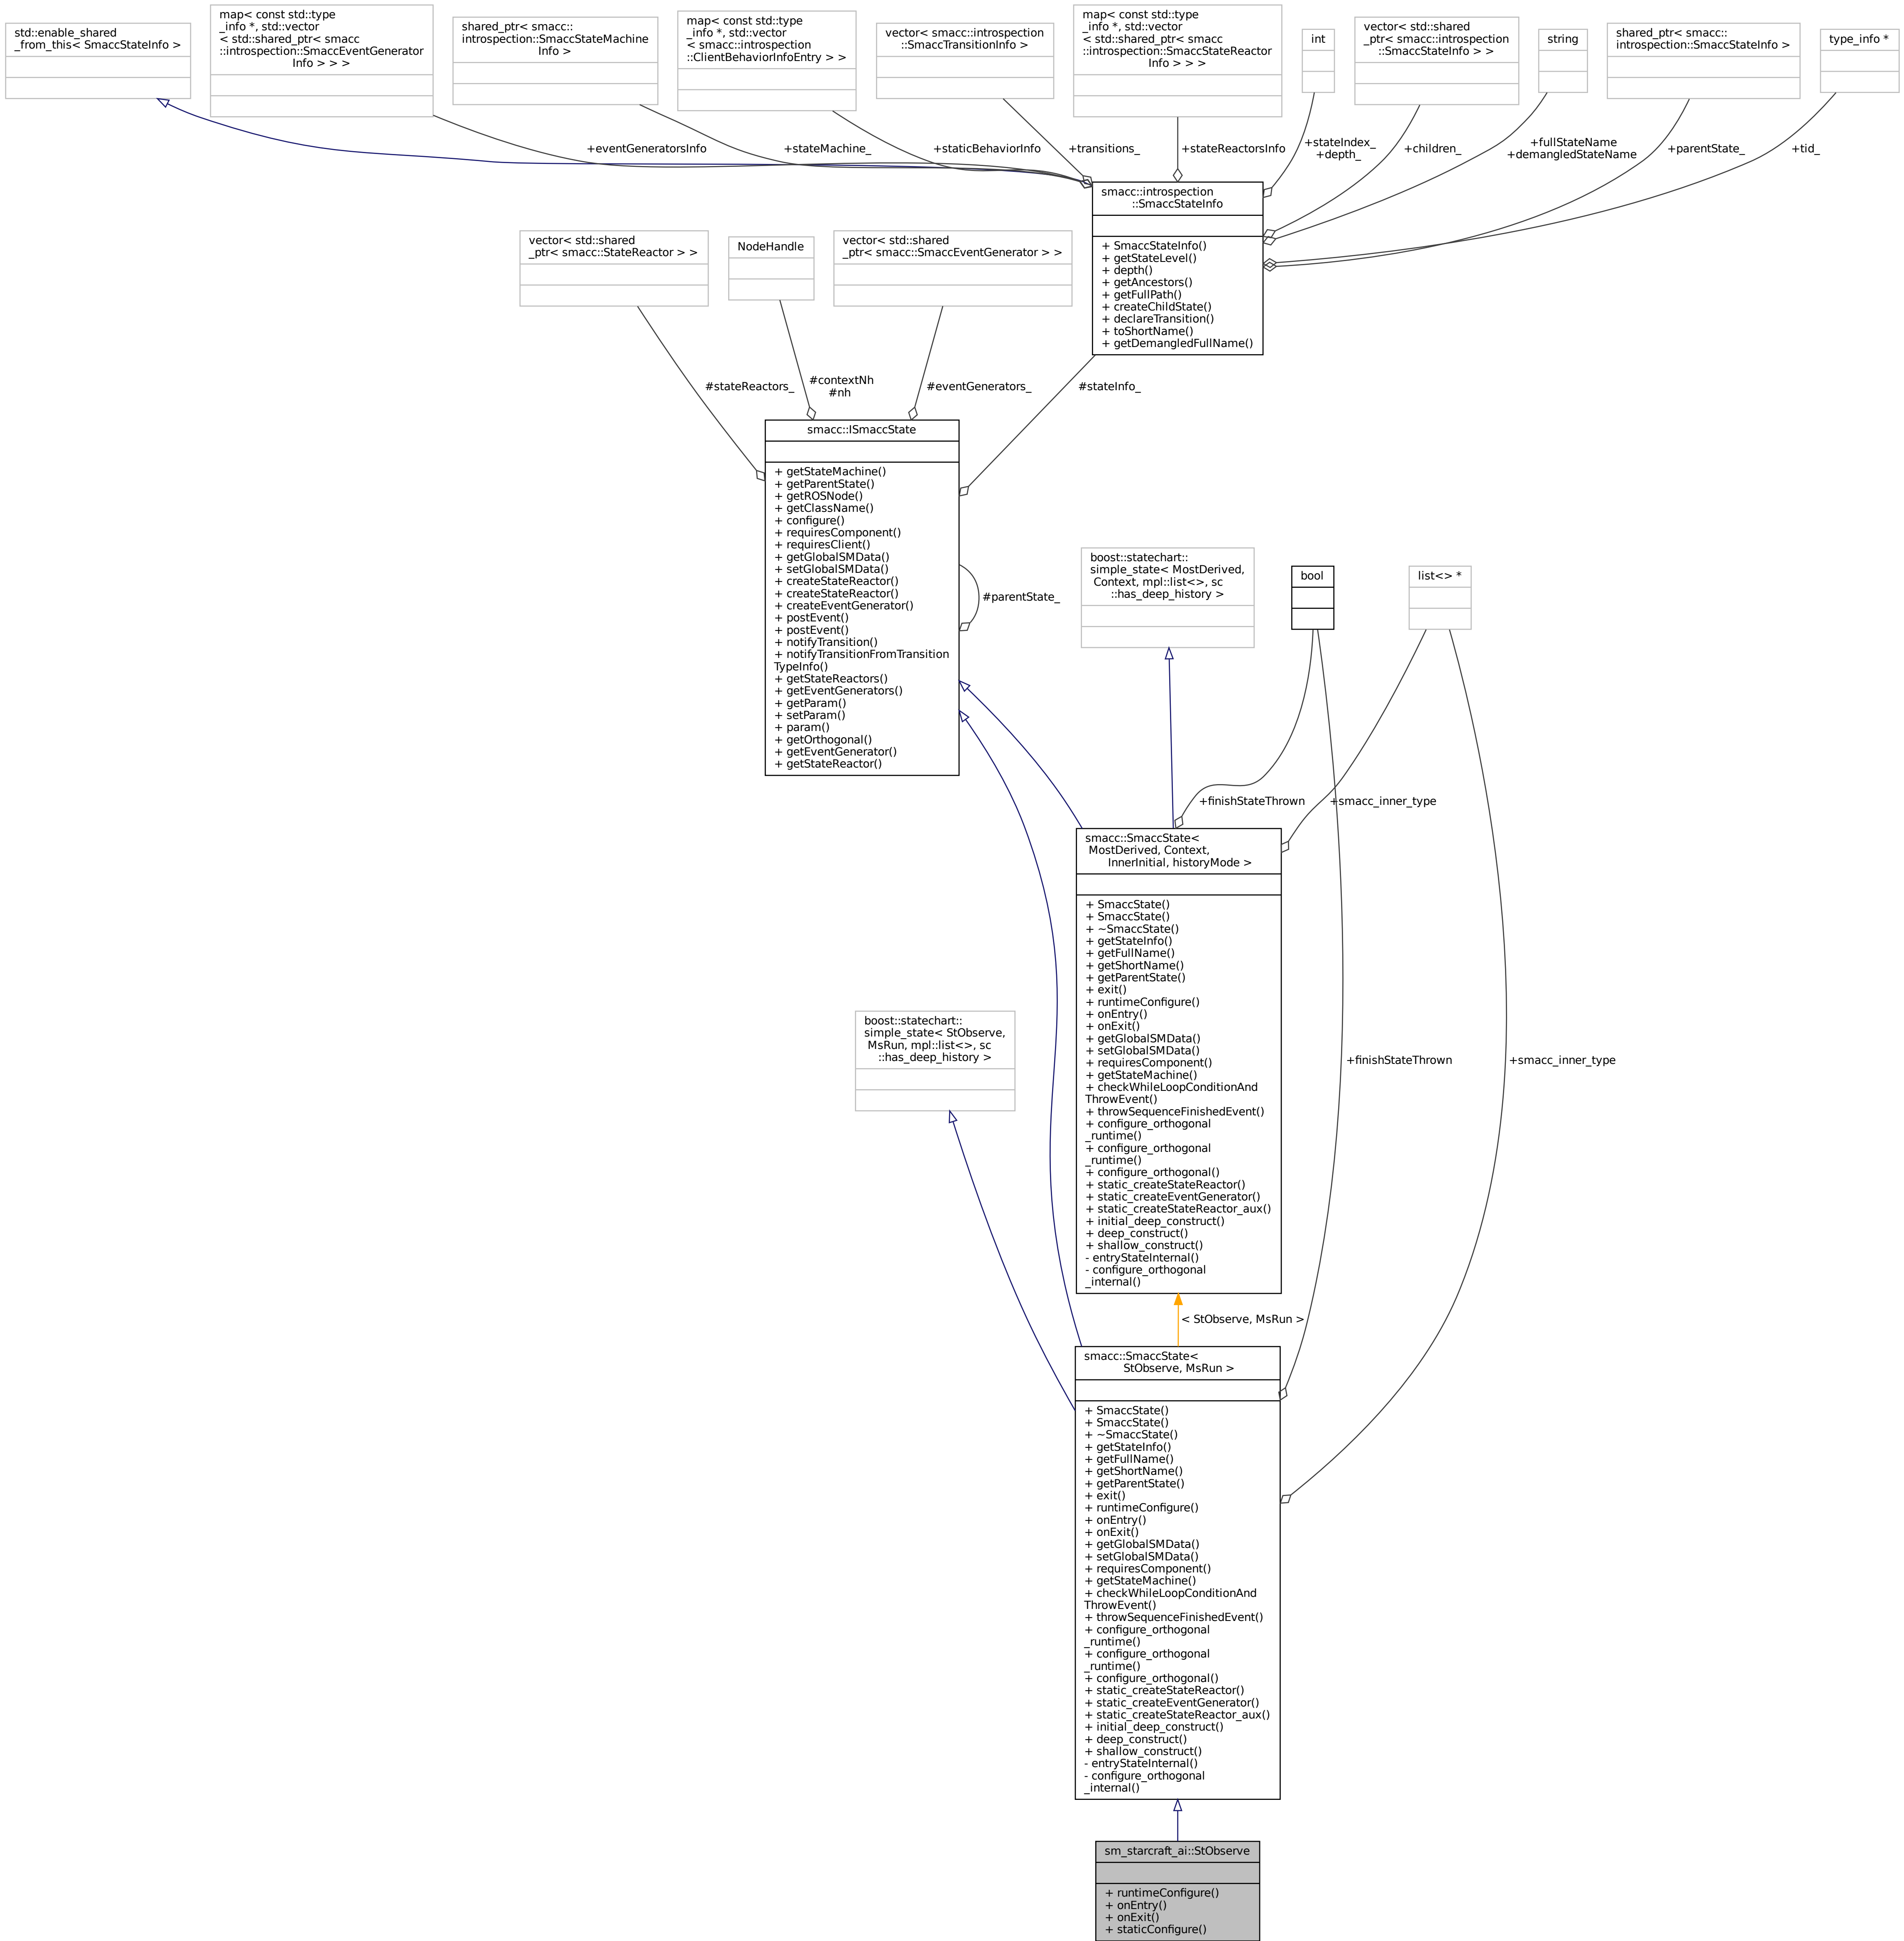 std::enable_shared
_from_this< SmaccStateInfo >
map< const std::type
_info *, std::vector
< std::shared_ptr< smacc
::introspection::SmaccEventGenerator
Info > > >
shared_ptr< smacc::
introspection::SmaccStateMachine
Info >
map< const std::type
_info *, std::vector
< smacc::introspection
::ClientBehaviorInfoEntry > >
vector< smacc::introspection
::SmaccTransitionInfo >
map< const std::type
_info *, std::vector
< std::shared_ptr< smacc
::introspection::SmaccStateReactor
Info > > >
int
vector< std::shared
_ptr< smacc::introspection
::SmaccStateInfo > >
string
shared_ptr< smacc::
introspection::SmaccStateInfo >
type_info *
+eventGeneratorsInfo
+stateMachine_
+staticBehaviorInfo
+transitions_
+stateReactorsInfo
+stateIndex_
+depth_
+children_
+fullStateName
+demangledStateName
+parentState_
+tid_
smacc::introspection
::SmaccStateInfo
+ SmaccStateInfo()
+ getStateLevel()
+ depth()
+ getAncestors()
+ getFullPath()
+ createChildState()
+ declareTransition()
+ toShortName()
+ getDemangledFullName()
vector< std::shared
_ptr< smacc::StateReactor > >
NodeHandle
vector< std::shared
_ptr< smacc::SmaccEventGenerator > >
#stateReactors_
#contextNh
#nh
#eventGenerators_
#stateInfo_
smacc::ISmaccState
+ getStateMachine()
+ getParentState()
+ getROSNode()
+ getClassName()
+ configure()
+ requiresComponent()
+ requiresClient()
+ getGlobalSMData()
+ setGlobalSMData()
+ createStateReactor()
+ createStateReactor()
+ createEventGenerator()
+ postEvent()
+ postEvent()
+ notifyTransition()
+ notifyTransitionFromTransition
TypeInfo()
+ getStateReactors()
+ getEventGenerators()
+ getParam()
+ setParam()
+ param()
+ getOrthogonal()
+ getEventGenerator()
+ getStateReactor()
#parentState_
boost::statechart::
simple_state< MostDerived,
Context, mpl::list<>, sc
::has_deep_history >
bool
list<> *
+finishStateThrown
+smacc_inner_type
smacc::SmaccState<
MostDerived, Context,
InnerInitial, historyMode >
+ SmaccState()
+ SmaccState()
+ ~SmaccState()
+ getStateInfo()
+ getFullName()
+ getShortName()
+ getParentState()
+ exit()
+ runtimeConfigure()
+ onEntry()
+ onExit()
+ getGlobalSMData()
+ setGlobalSMData()
+ requiresComponent()
+ getStateMachine()
+ checkWhileLoopConditionAnd
ThrowEvent()
+ throwSequenceFinishedEvent()
+ configure_orthogonal
_runtime()
+ configure_orthogonal
_runtime()
+ configure_orthogonal()
+ static_createStateReactor()
+ static_createEventGenerator()
+ static_createStateReactor_aux()
+ initial_deep_construct()
+ deep_construct()
+ shallow_construct()
- entryStateInternal()
- configure_orthogonal
_internal()
boost::statechart::
simple_state< StObserve,
MsRun, mpl::list<>, sc
::has_deep_history >
+finishStateThrown
+smacc_inner_type
< StObserve, MsRun >
smacc::SmaccState<
StObserve, MsRun >
+ SmaccState()
+ SmaccState()
+ ~SmaccState()
+ getStateInfo()
+ getFullName()
+ getShortName()
+ getParentState()
+ exit()
+ runtimeConfigure()
+ onEntry()
+ onExit()
+ getGlobalSMData()
+ setGlobalSMData()
+ requiresComponent()
+ getStateMachine()
+ checkWhileLoopConditionAnd
ThrowEvent()
+ throwSequenceFinishedEvent()
+ configure_orthogonal
_runtime()
+ configure_orthogonal
_runtime()
+ configure_orthogonal()
+ static_createStateReactor()
+ static_createEventGenerator()
+ static_createStateReactor_aux()
+ initial_deep_construct()
+ deep_construct()
+ shallow_construct()
- entryStateInternal()
- configure_orthogonal
_internal()
sm_starcraft_ai::StObserve
+ runtimeConfigure()
+ onEntry()
+ onExit()
+ staticConfigure()